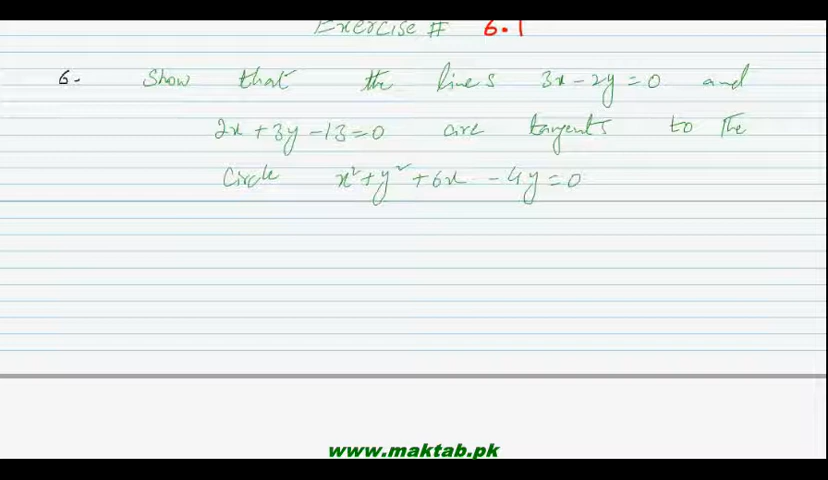 Exercise # 6.1
6. Show that the lines 3x - 2y = 0 and
2x + 3y - 13 = 0 are tangents to the
Circle x² + y² + 6x - 4y = 0
www.maktab.pk